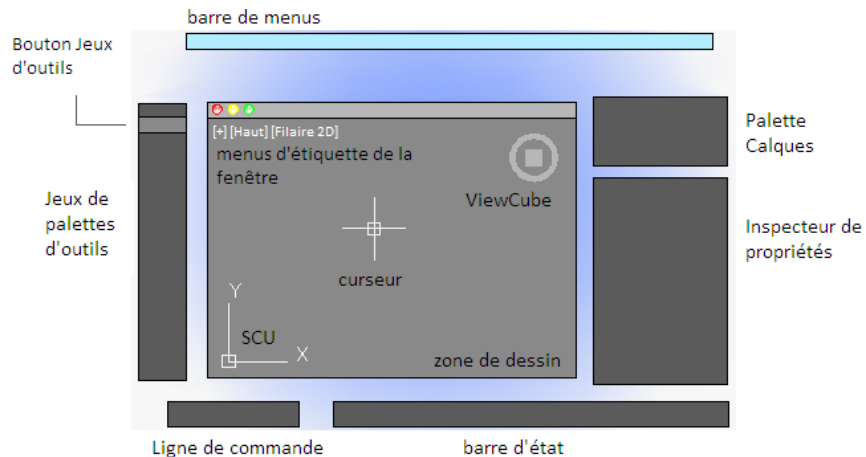 barre de menus
Bouton Jeux
d'outils
[+] [Haut] [Filaire 2D]
menus d'étiquette de la
fenêtre
ViewCube
Palette
Calques
Jeux de
palettes
d'outils
Inspecteur de
propriétés
curseur
Y
SCU
X
zone de dessin
Ligne de commande
barre d'état